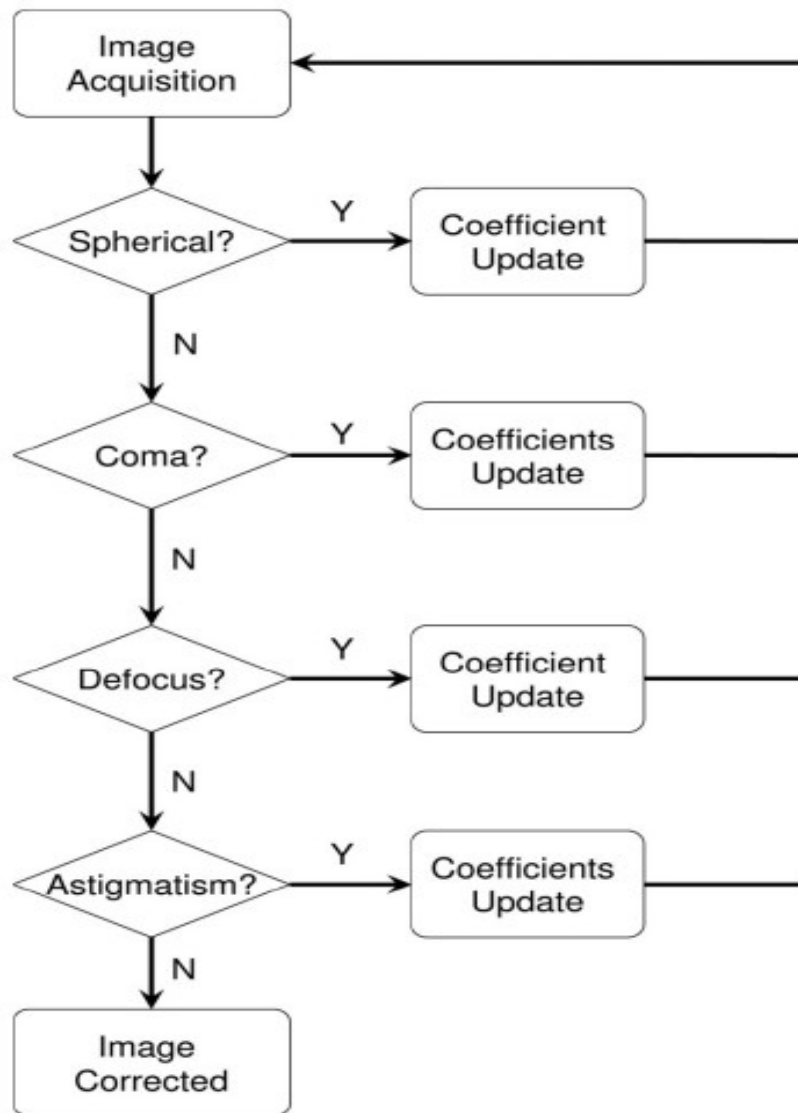 Image
Acquisition
Spherical?
Y
Coefficient
Update
N
Coma?
Y
Coefficients
Update
N
Defocus?
Y
Coefficient
Update
N
Astigmatism?
Y
Coefficients
Update
N
Image
Corrected